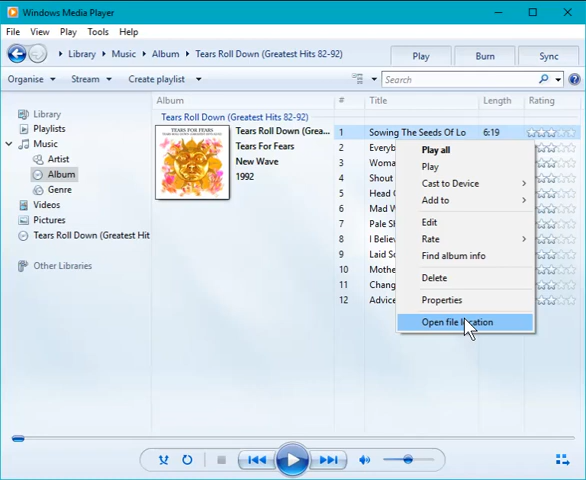 Windows Media Player
File View Play Tools Help
Library Music Album Tears Roll Down (Greatest Hits 82-92)
Play Burn Sync
Organise Stream Create playlist
Search
Album # Title Length Rating
Library
Playlists
Music
Artist
Album
Genre
Videos
Pictures
Tears Roll Down (Greatest Hit
Other Libraries
Tears Roll Down (Greatest Hits 82-92)
TEARS FOR FEARS
Tears Roll Down (Grea...
Tears For Fears
New Wave
1992
1 Sowing The Seeds Of Lo 6:19
2 Everyb
3 Woma
4 Shout
5 Head
6 Mad W
7 Pale Sh
8 I Believ
9 Laid So
10 Mothe
11 Chang
12 Advice
Play all
Play
Cast to Device
Add to
Edit
Rate
Find album info
Delete
Properties
Open file location